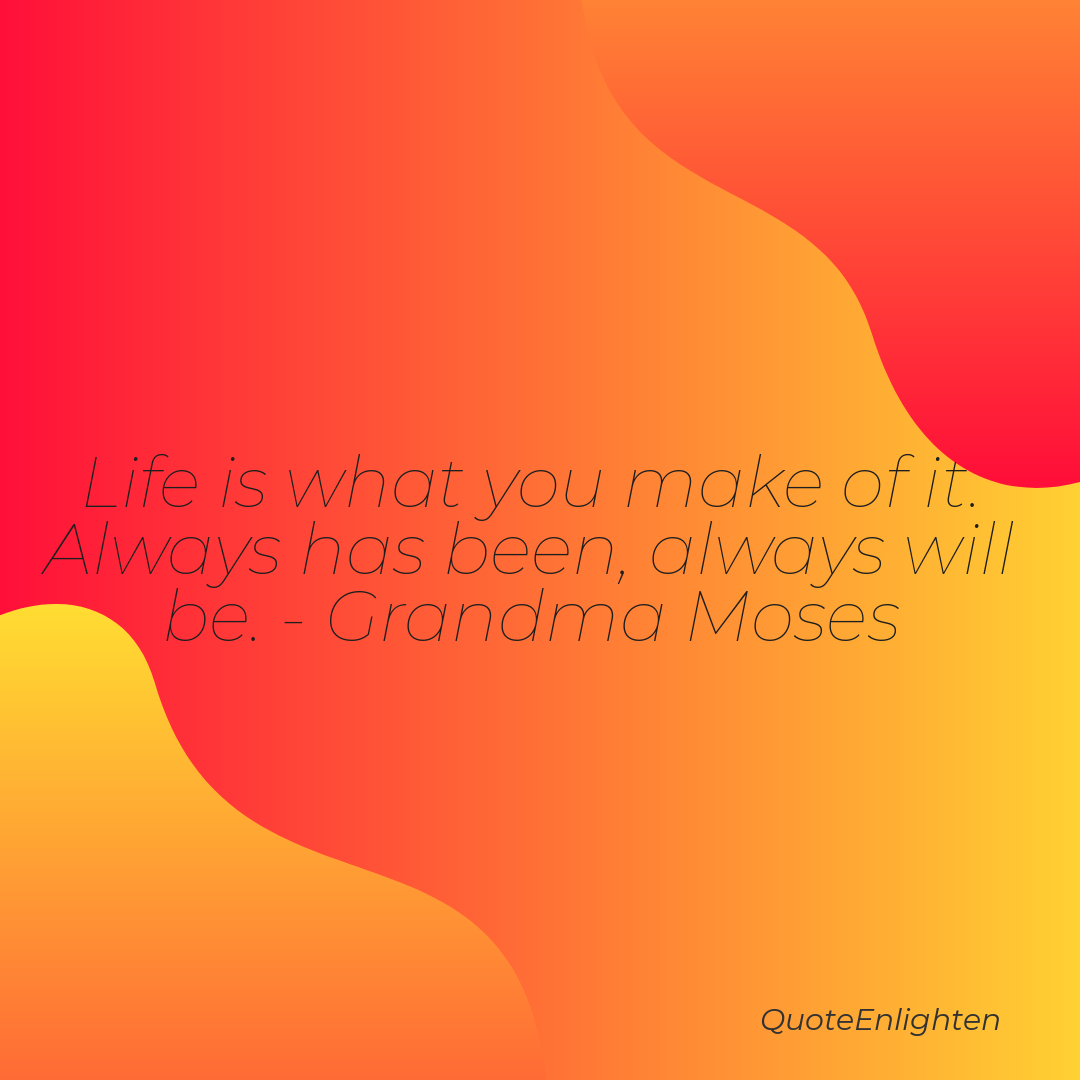 Life is what you make of it.
Always has been, always will
be. - Grandma Moses
QuoteEnlighten